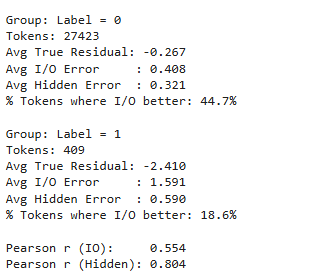 Group: Label = 0
Tokens: 27423
Avg True Residual: -0.267
Avg I/O Error     : 0.408
Avg Hidden Error  : 0.321
% Tokens where I/O better: 44.7%

Group: Label = 1
Tokens: 409
Avg True Residual: -2.410
Avg I/O Error     : 1.591
Avg Hidden Error  : 0.590
% Tokens where I/O better: 18.6%

Pearson r (IO):     0.554
Pearson r (Hidden): 0.804